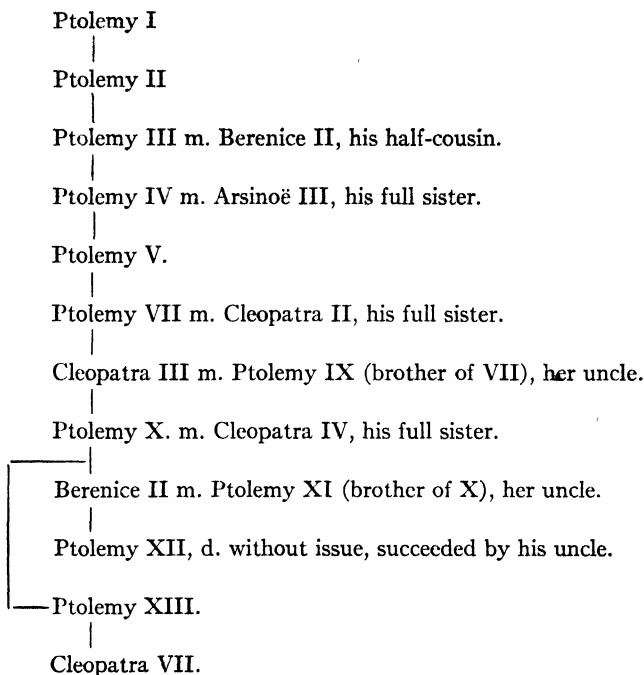 Ptolemy I
Ptolemy II
Ptolemy III m. Berenice II, his half-cousin.
Ptolemy IV m. Arsinoë III, his full sister.
Ptolemy V.
Ptolemy VII m. Cleopatra II, his full sister.
Cleopatra III m. Ptolemy IX (brother of VII), her uncle.
Ptolemy X. m. Cleopatra IV, his full sister.
Berenice II m. Ptolemy XI (brother of X), her uncle.
Ptolemy XII, d. without issue, succeeded by his uncle.
Ptolemy XIII.
Cleopatra VII.